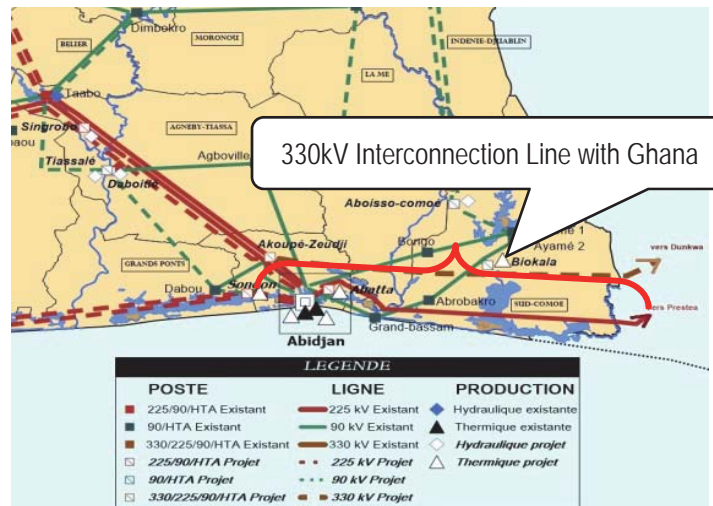 Dimbokro
MORONOU
BELIER
INDENIE-DJUABLIN
LA ME
Taabo
AGNEBY-TIASSA
Singrobo
paou
Tiassalé
Agboville
Daboiflé
330kV Interconnection Line with Ghana
Aboisso-comoé
Akoupé-Zeudji
Bongo
é 1
Ayamé 2
Biokala
vers Dunkwa
GRANDS PONTS
Dabou
Songon
Abatta
Abrobakro
SUD-COMOE
vers Prestea
Grand-bassam
Abidjan
LEGENDE
POSTE LIGNE PRODUCTION
225/90/HTA Existant 225 kV Existant Hydraulique existante
90/HTA Existant 90 kV Existant Thermique existante
330/225/90/HTA Existant 330 kV Existant Hydraulique projet
225/90/HTA Projet 225 kV Projet Thermique projet
90/HTA Projet 90 kV Projet
330/225/90/HTA Projet 330 kV Projet